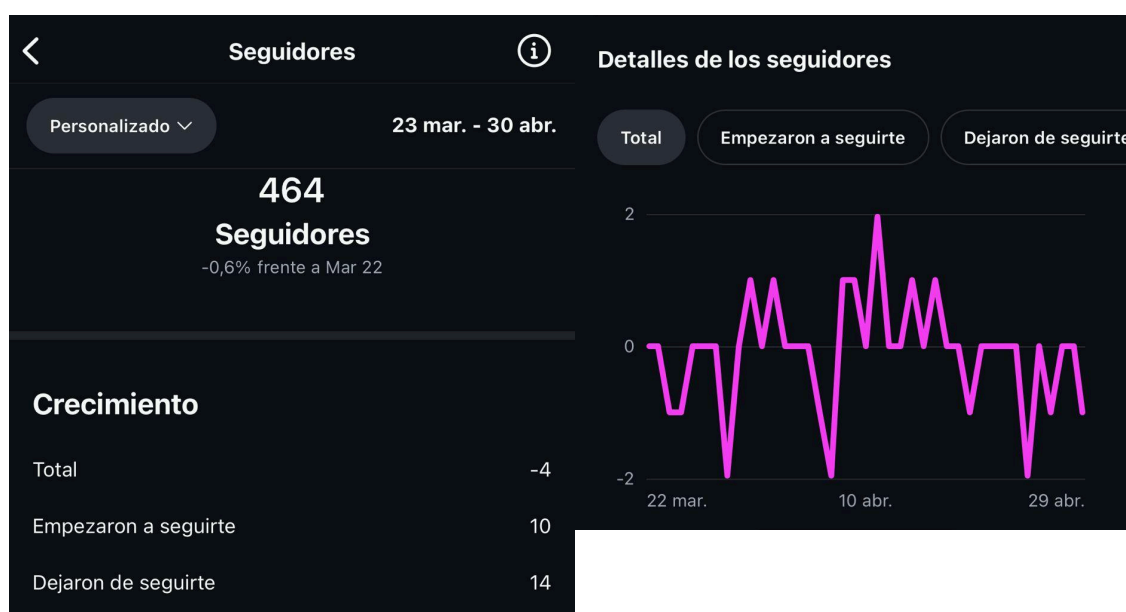 Seguidores
Personalizado
23 mar. - 30 abr.
464
Seguidores
-0,6% frente a Mar 22
Crecimiento
Total -4
Empezaron a seguirte 10
Dejaron de seguirte 14
Detalles de los seguidores
Total Empezaron a seguirte Dejaron de seguirte
2
0
-2
22 mar. 10 abr. 29 abr.